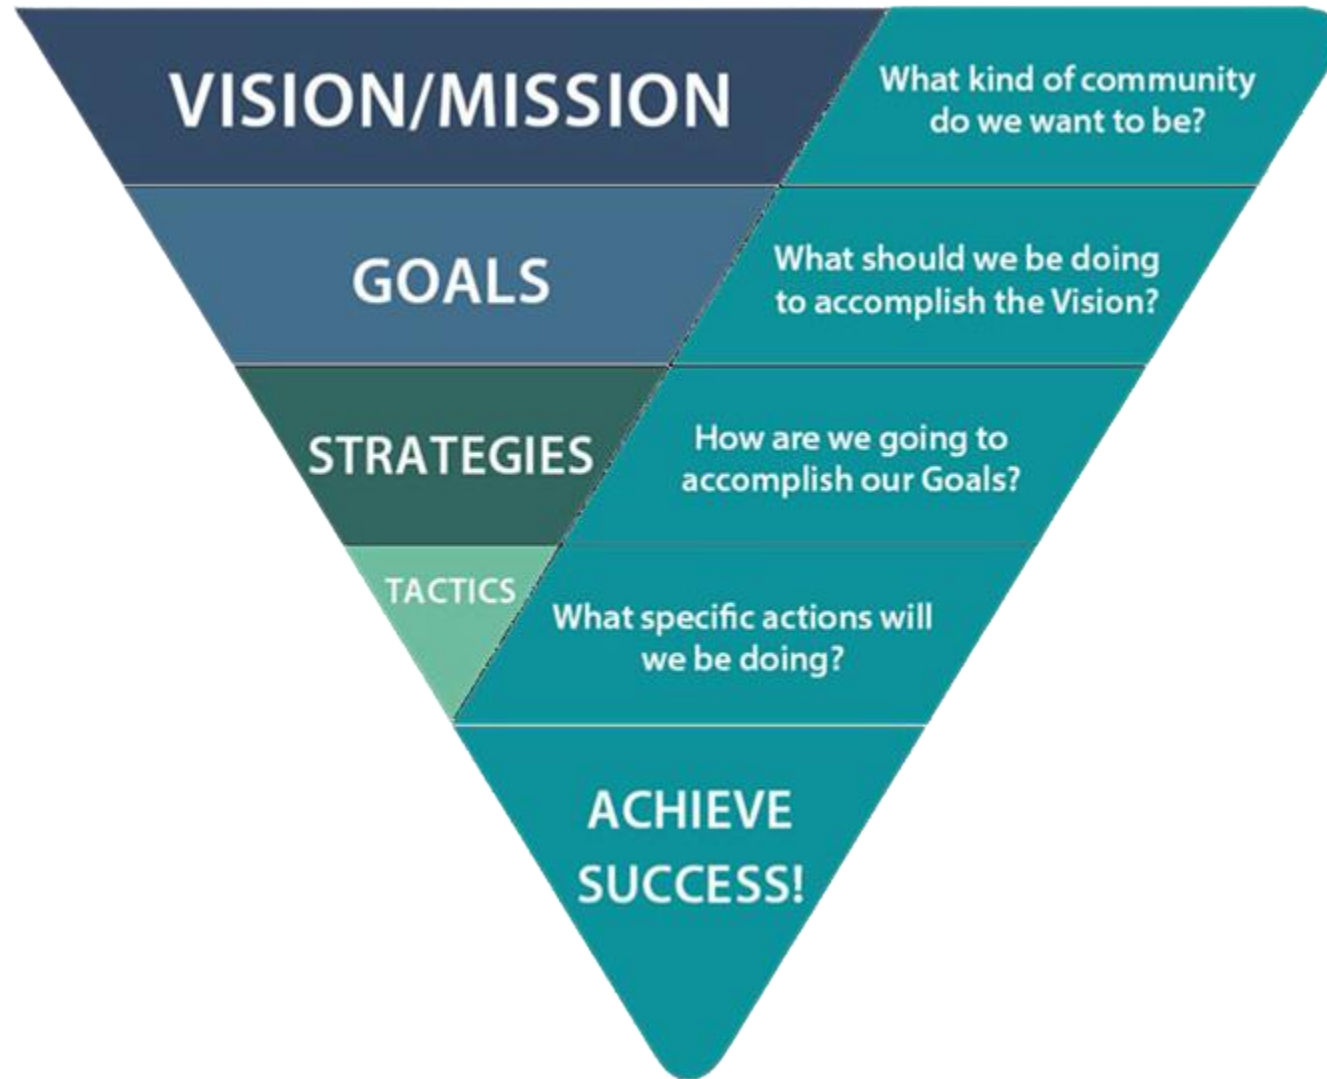 VISION/MISSION
What kind of community
do we want to be?
GOALS
What should we be doing
to accomplish the Vision?
STRATEGIES
How are we going to
accomplish our Goals?
TACTICS
What specific actions will
we be doing?
ACHIEVE
SUCCESS!